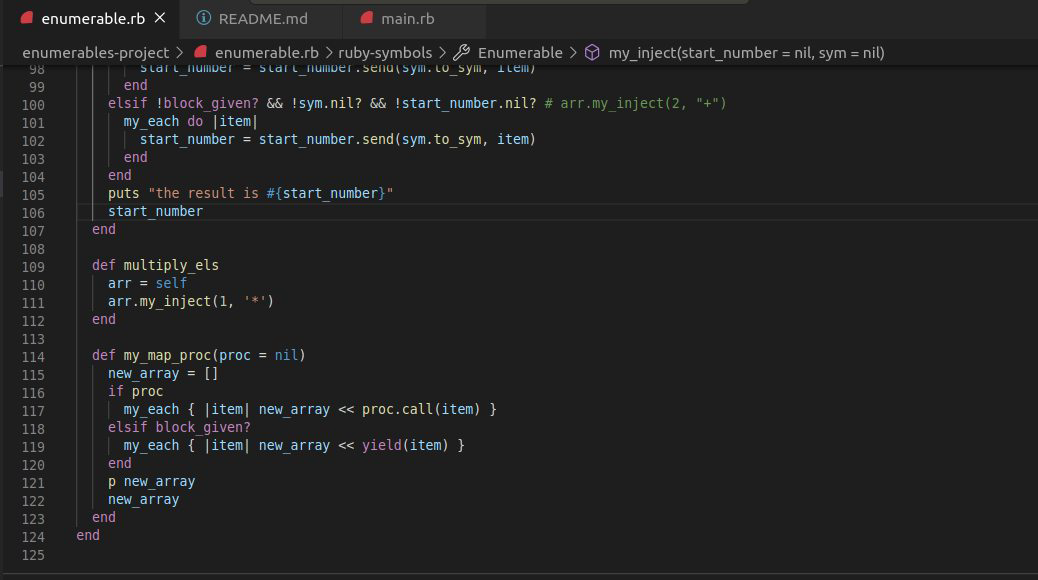 enumerable.rb ✕ README.md main.rb
enumerables-project > enumerable.rb > ruby-symbols > Enumerable > my_inject(start_number = nil, sym = nil)
98 start_number = start_number.send(sym.to_sym, item)
99 end
100 elsif !block_given? && !sym.nil? && !start_number.nil? # arr.my_inject(2, "+")
101 my_each do |item|
102 start_number = start_number.send(sym.to_sym, item)
103 end
104 end
105 puts "the result is #{start_number}"
106 start_number
107 end
108
109 def multiply_els
110 arr = self
111 arr.my_inject(1, '*')
112 end
113
114 def my_map_proc(proc = nil)
115 new_array = []
116 if proc
117 my_each { |item| new_array << proc.call(item) }
118 elsif block_given?
119 my_each { |item| new_array << yield(item) }
120 end
121 p new_array
122 new_array
123 end
124 end
125